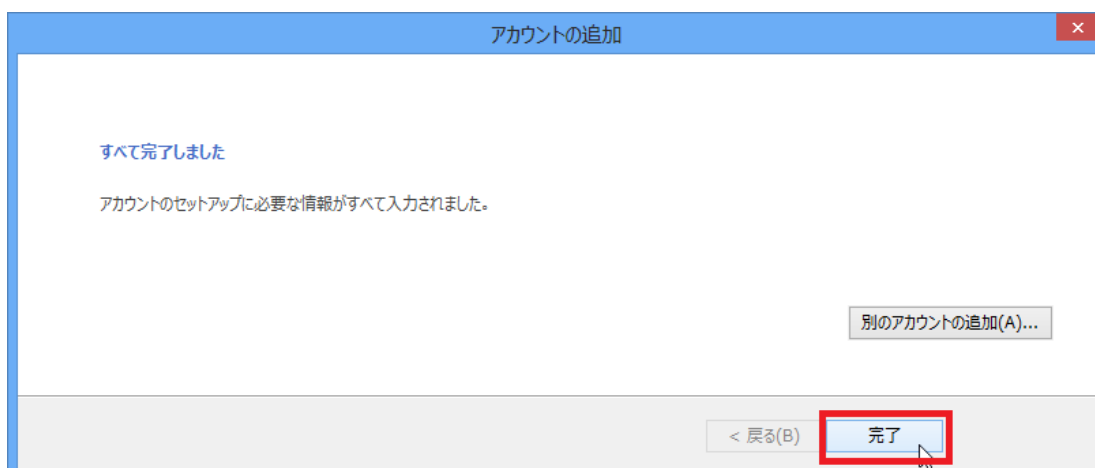 アカウントの追加
すべて完了しました
アカウントのセットアップに必要な情報がすべて入力されました。
別のアカウントの追加(A)...
< 戻る(B)
完了